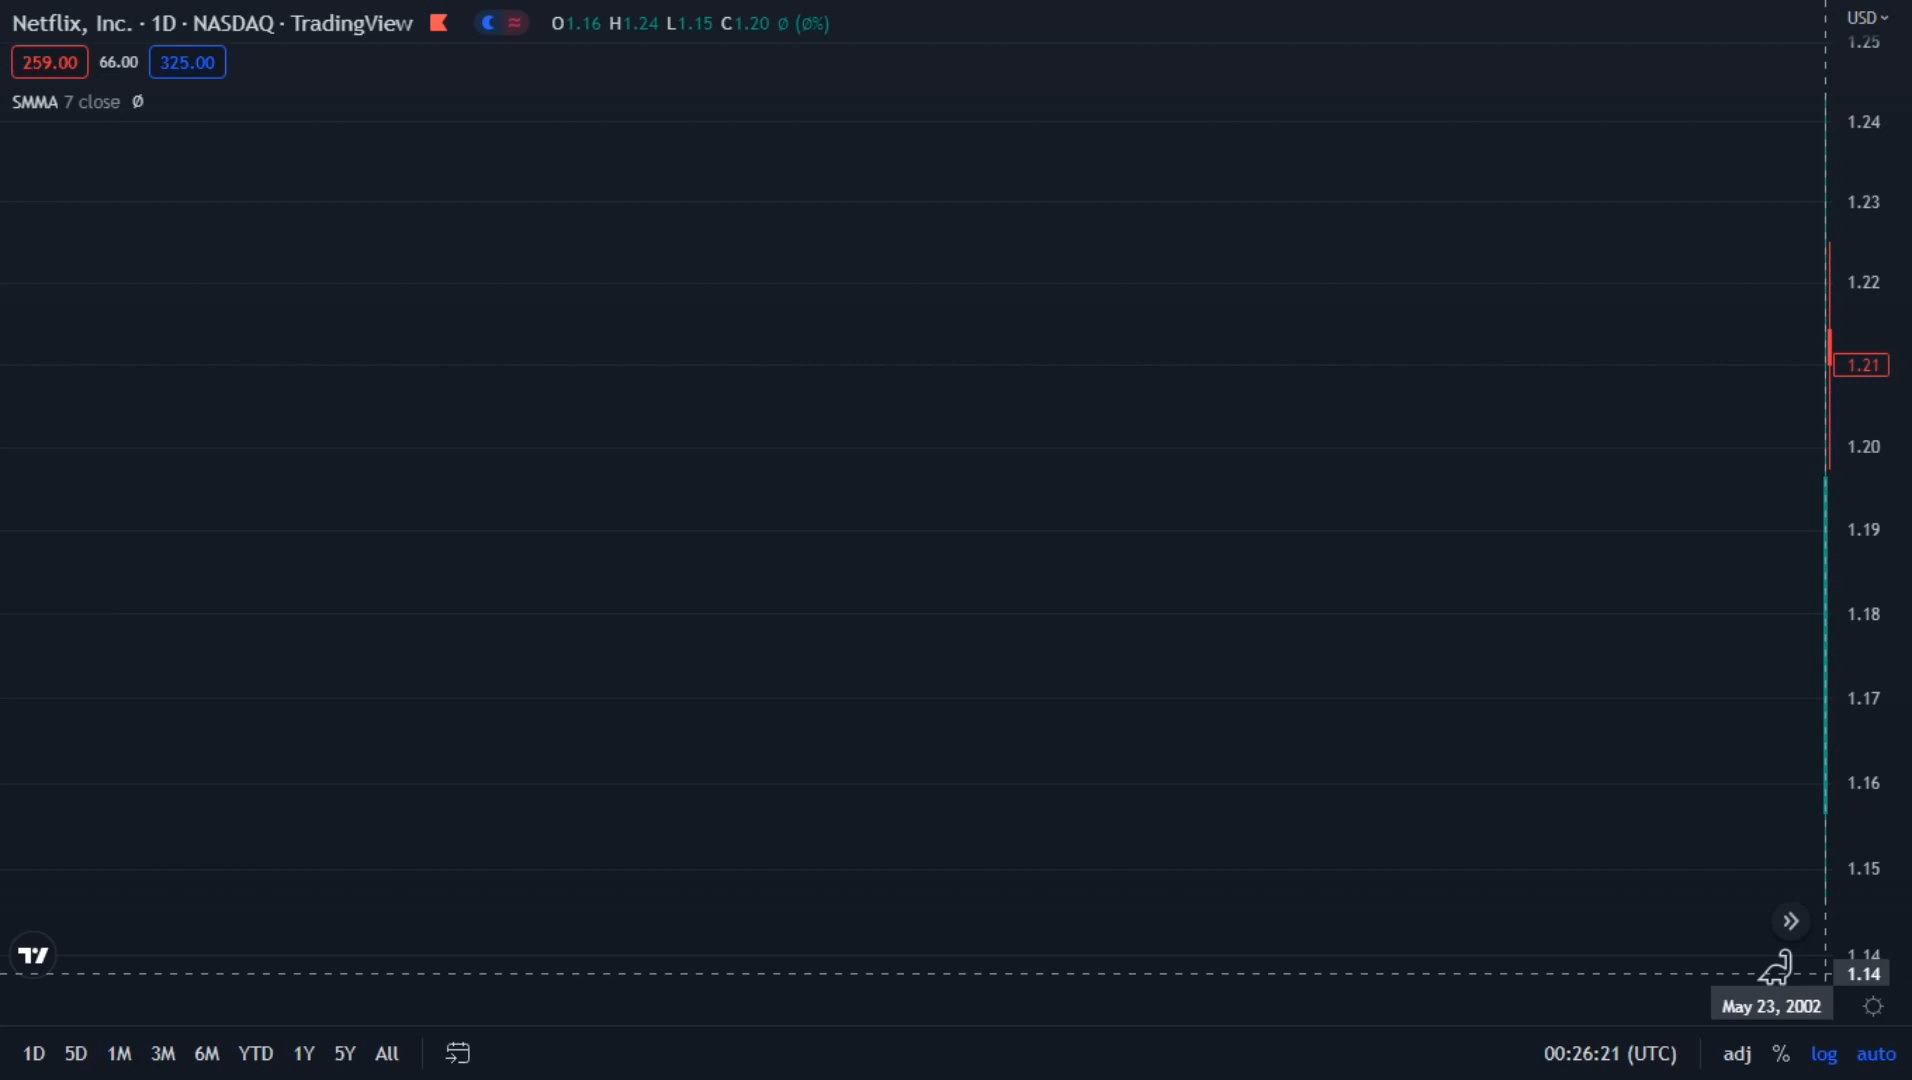 Netflix, Inc. · 1D · NASDAQ · TradingView O1.16 H1.24 L1.15 C1.20 ∅ (∅%)
USD
1.25
259.00 66.00 325.00
SMMA 7 close ∅
1.24
1.23
1.22
1.21
1.20
1.19
1.18
1.17
1.16
1.15
1.14
1.14
May 23, 2002
1D 5D 1M 3M 6M YTD 1Y 5Y All 00:26:21 (UTC) adj % log auto